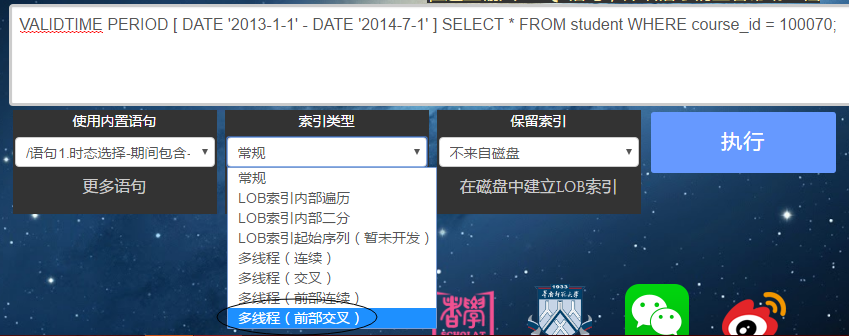 VALIDTIME PERIOD [ DATE '2013-1-1' - DATE '2014-7-1' ] SELECT * FROM student WHERE course_id = 100070;
使用内置语句 索引类型 保留索引
/语句1.时态选择-期间包含- 常规 不来自磁盘 执行
更多语句 在磁盘中建立LOB索引
常规
LOB索引内部遍历
LOB索引内部二分
LOB索引起始序列（暂未开发）
多线程（连续）
多线程（交叉）
多线程（前部连续）
多线程（前部交叉）
1933